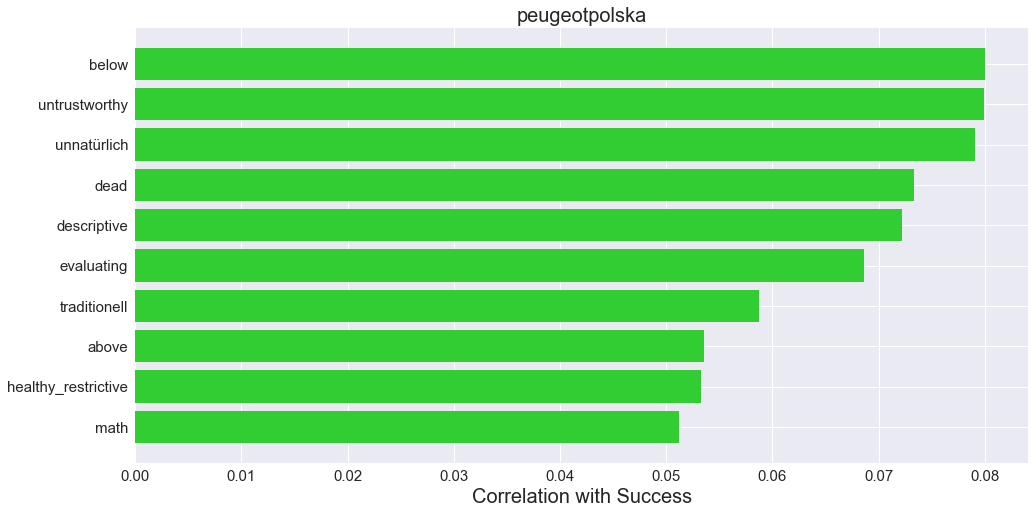 peugeotpolska
below
untrustworthy
unnatürlich
dead
descriptive
evaluating
traditionell
above
healthy_restrictive
math
0.00 0.01 0.02 0.03 0.04 0.05 0.06 0.07 0.08
Correlation with Success